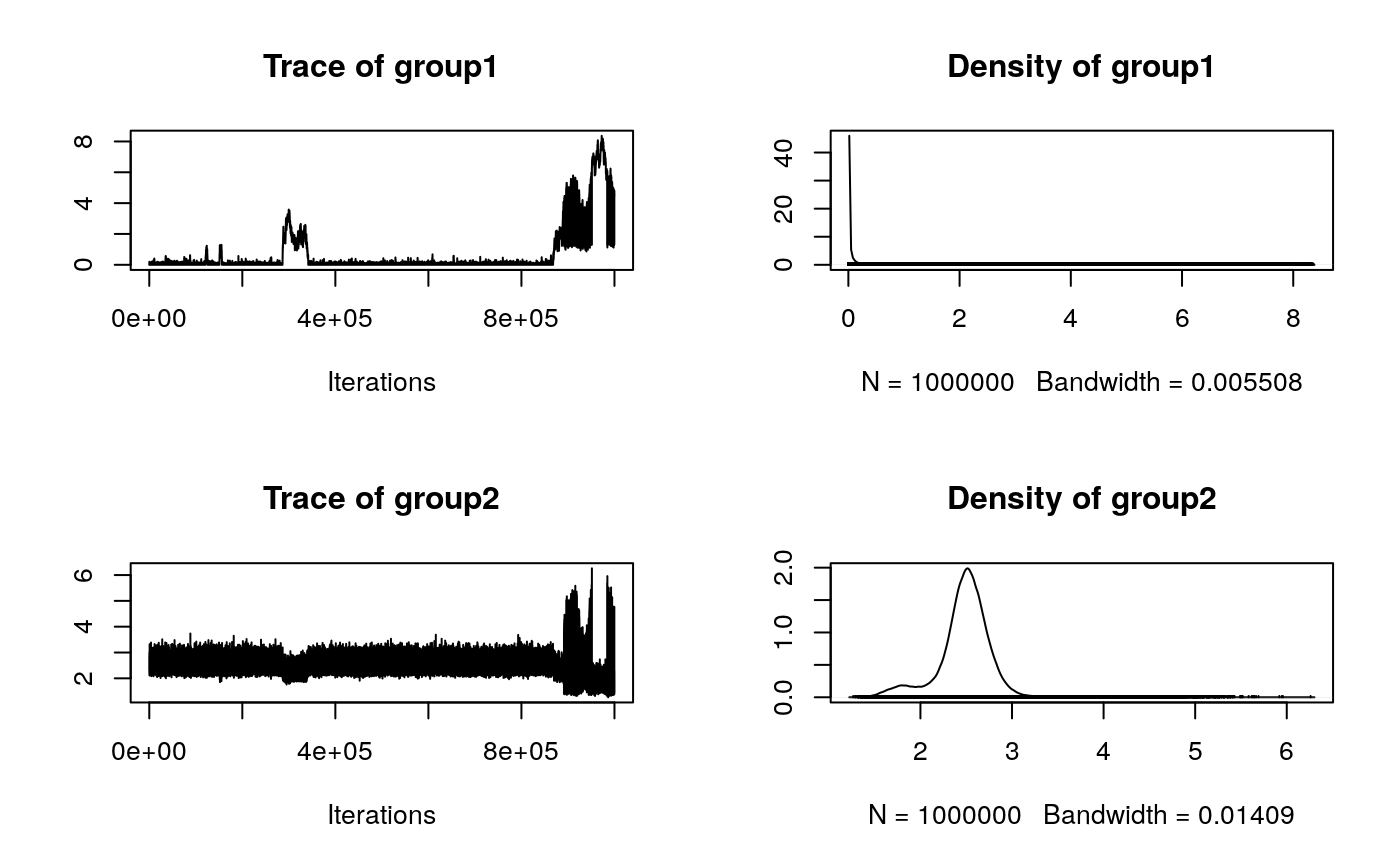 Trace of group1
8
4
0
0e+00 4e+05 8e+05
Iterations
Density of group1
40
20
0
0 2 4 6 8
N = 1000000 Bandwidth = 0.005508
Trace of group2
6
4
2
0e+00 4e+05 8e+05
Iterations
Density of group2
2.0
1.0
0.0
2 3 4 5 6
N = 1000000 Bandwidth = 0.01409